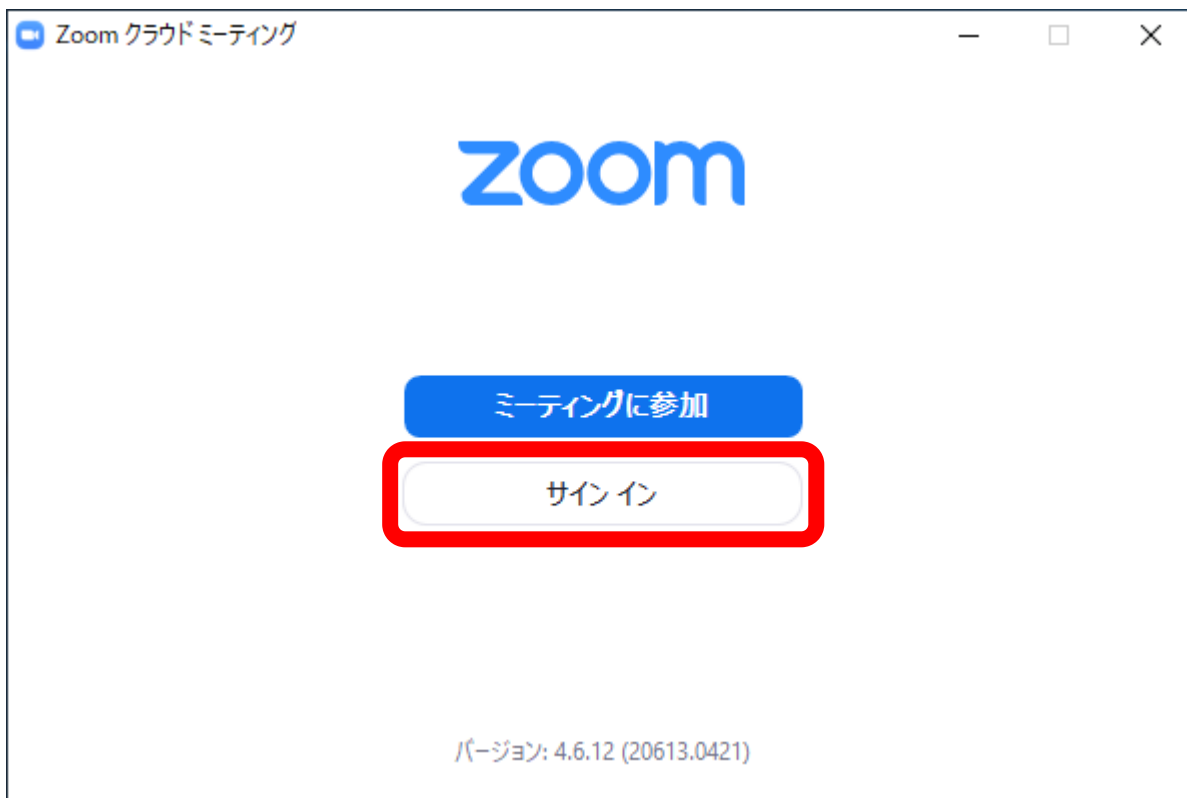 Zoom クラウド ミーティング
zoom
ミーティングに参加
サイン イン
バージョン: 4.6.12 (20613.0421)